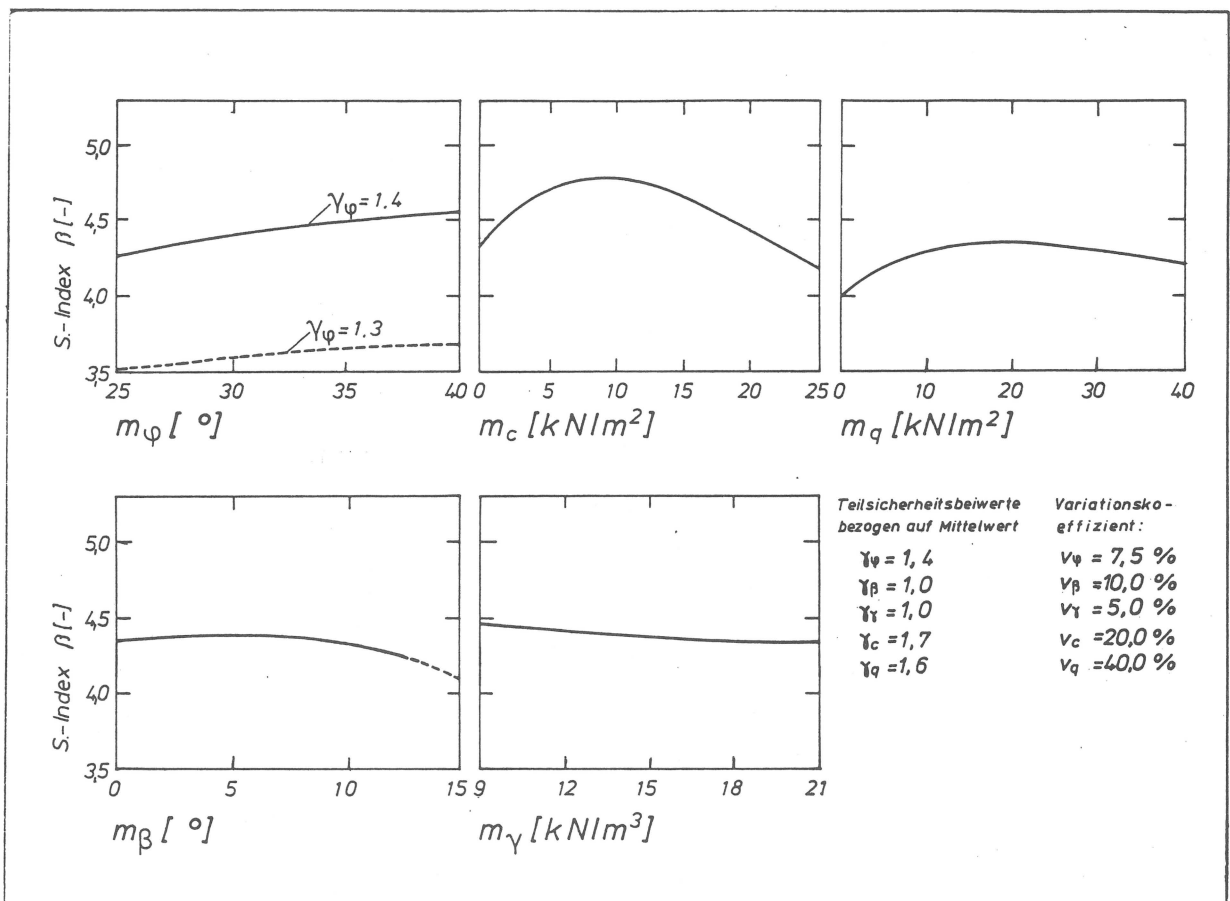 S.-Index β [-]
5,0
4,5
4,0
3,5
γφ=1.4
γφ=1.3
25 30 35 40
mφ [ °]
0 5 10 15 20 25
mc [kN/m²]
0 10 20 30 40
mq [kN/m²]
S.-Index β [-]
5,0
4,5
4,0
3,5
0 5 10 15
mβ [ °]
9 12 15 18 21
mγ [kN/m³]
Teilsicherheitsbeiwerte
bezogen auf Mittelwert
γφ = 1,4
γβ = 1,0
γγ = 1,0
γc = 1,7
γq = 1,6
Variationsko-
effizient:
vφ = 7,5 %
vβ = 10,0 %
vγ = 5,0 %
vc = 20,0 %
vq = 40,0 %